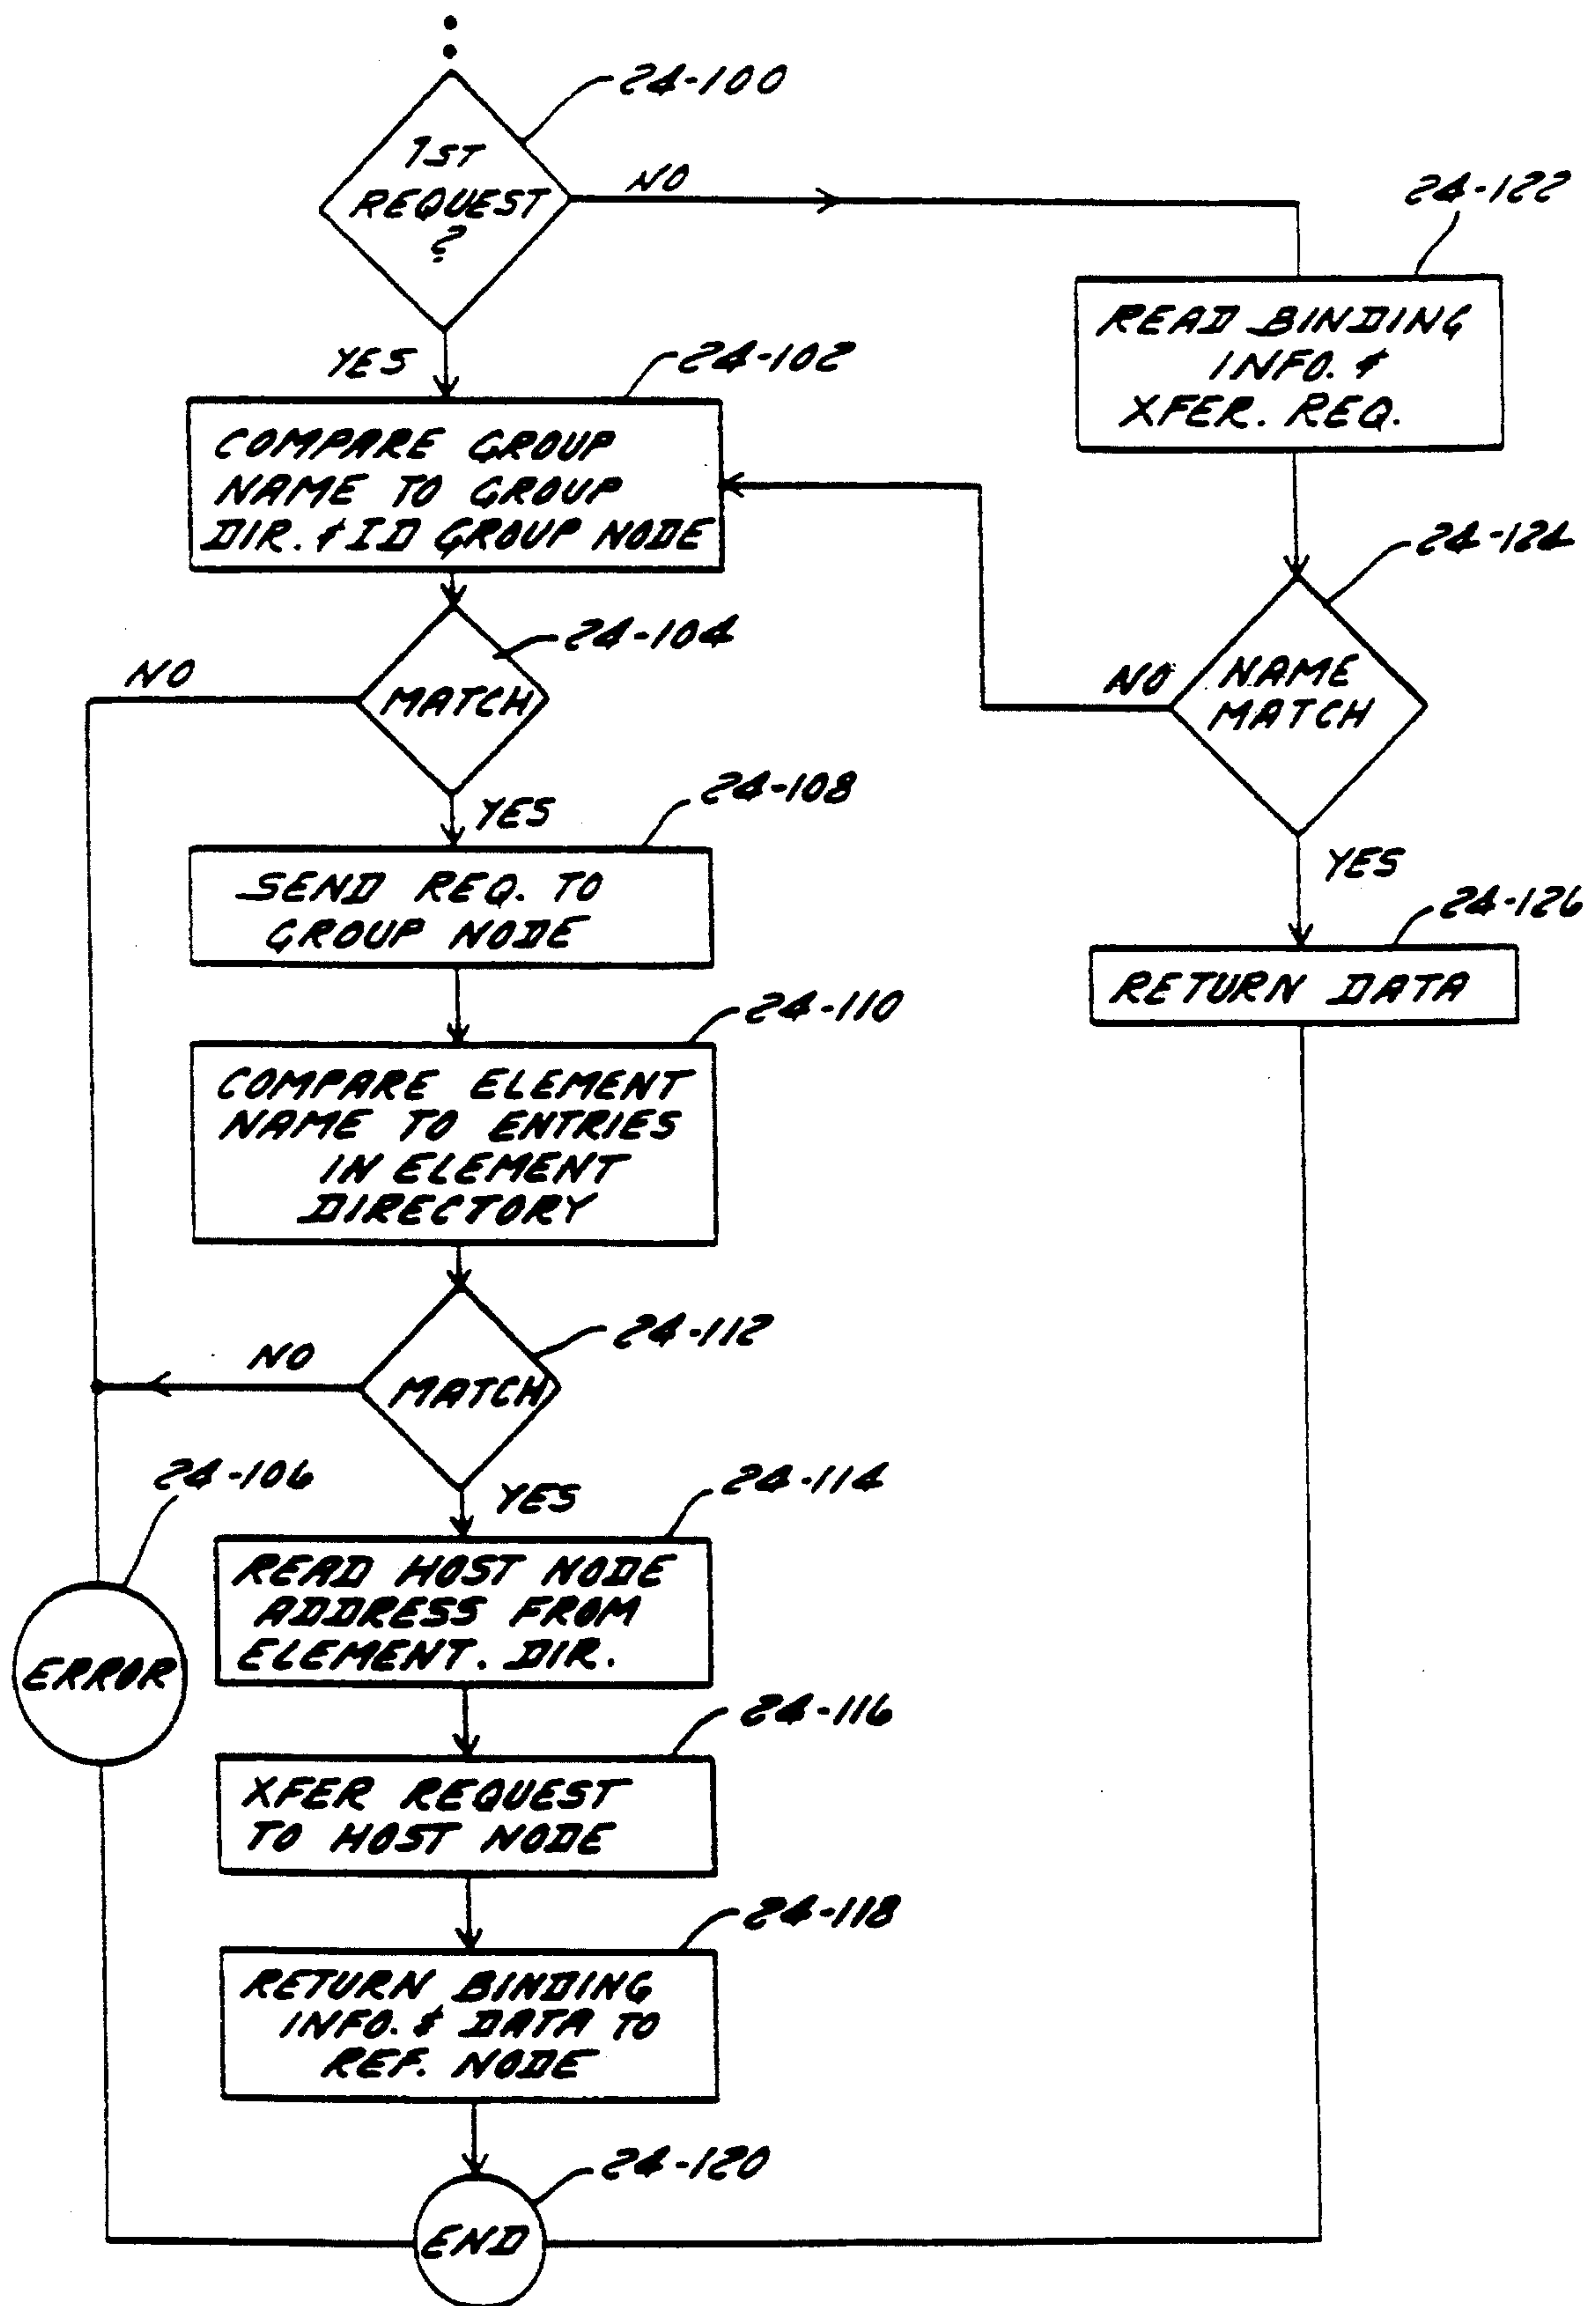 24-100
1ST
REQUEST
?
NO
24-122
READ BINDING
INFO. &
XFER. REQ.
YES
24-102
COMPARE GROUP
NAME TO GROUP
DIR. & ID GROUP NODE
24-124
NAME
MATCH
NO
24-104
MATCH
NO
YES
24-108
SEND REQ. TO
GROUP NODE
YES
24-126
RETURN DATA
24-110
COMPARE ELEMENT
NAME TO ENTRIES
IN ELEMENT
DIRECTORY
24-112
MATCH
NO
24-106
ERROR
YES
24-114
READ HOST NODE
ADDRESS FROM
ELEMENT. DIR.
24-116
XFER REQUEST
TO HOST NODE
24-118
RETURN BINDING
INFO. & DATA TO
REF. NODE
24-120
END